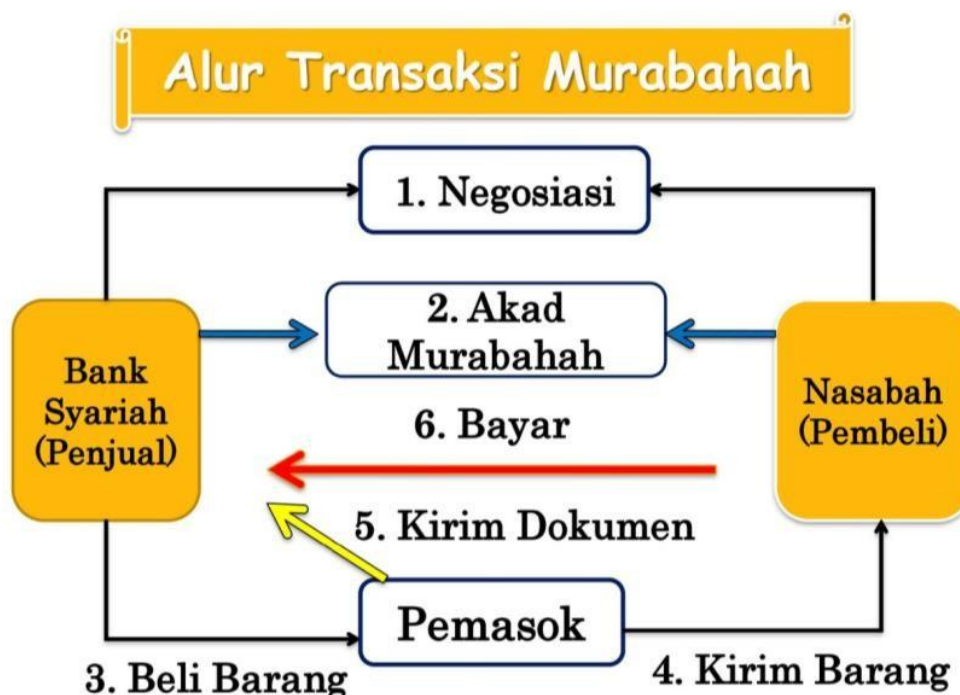 Alur Transaksi Murabahah
1. Negosiasi
2. Akad
Murabahah
Bank
Syariah
(Penjual)
Nasabah
(Pembeli)
6. Bayar
5. Kirim Dokumen
Pemasok
3. Beli Barang
4. Kirim Barang